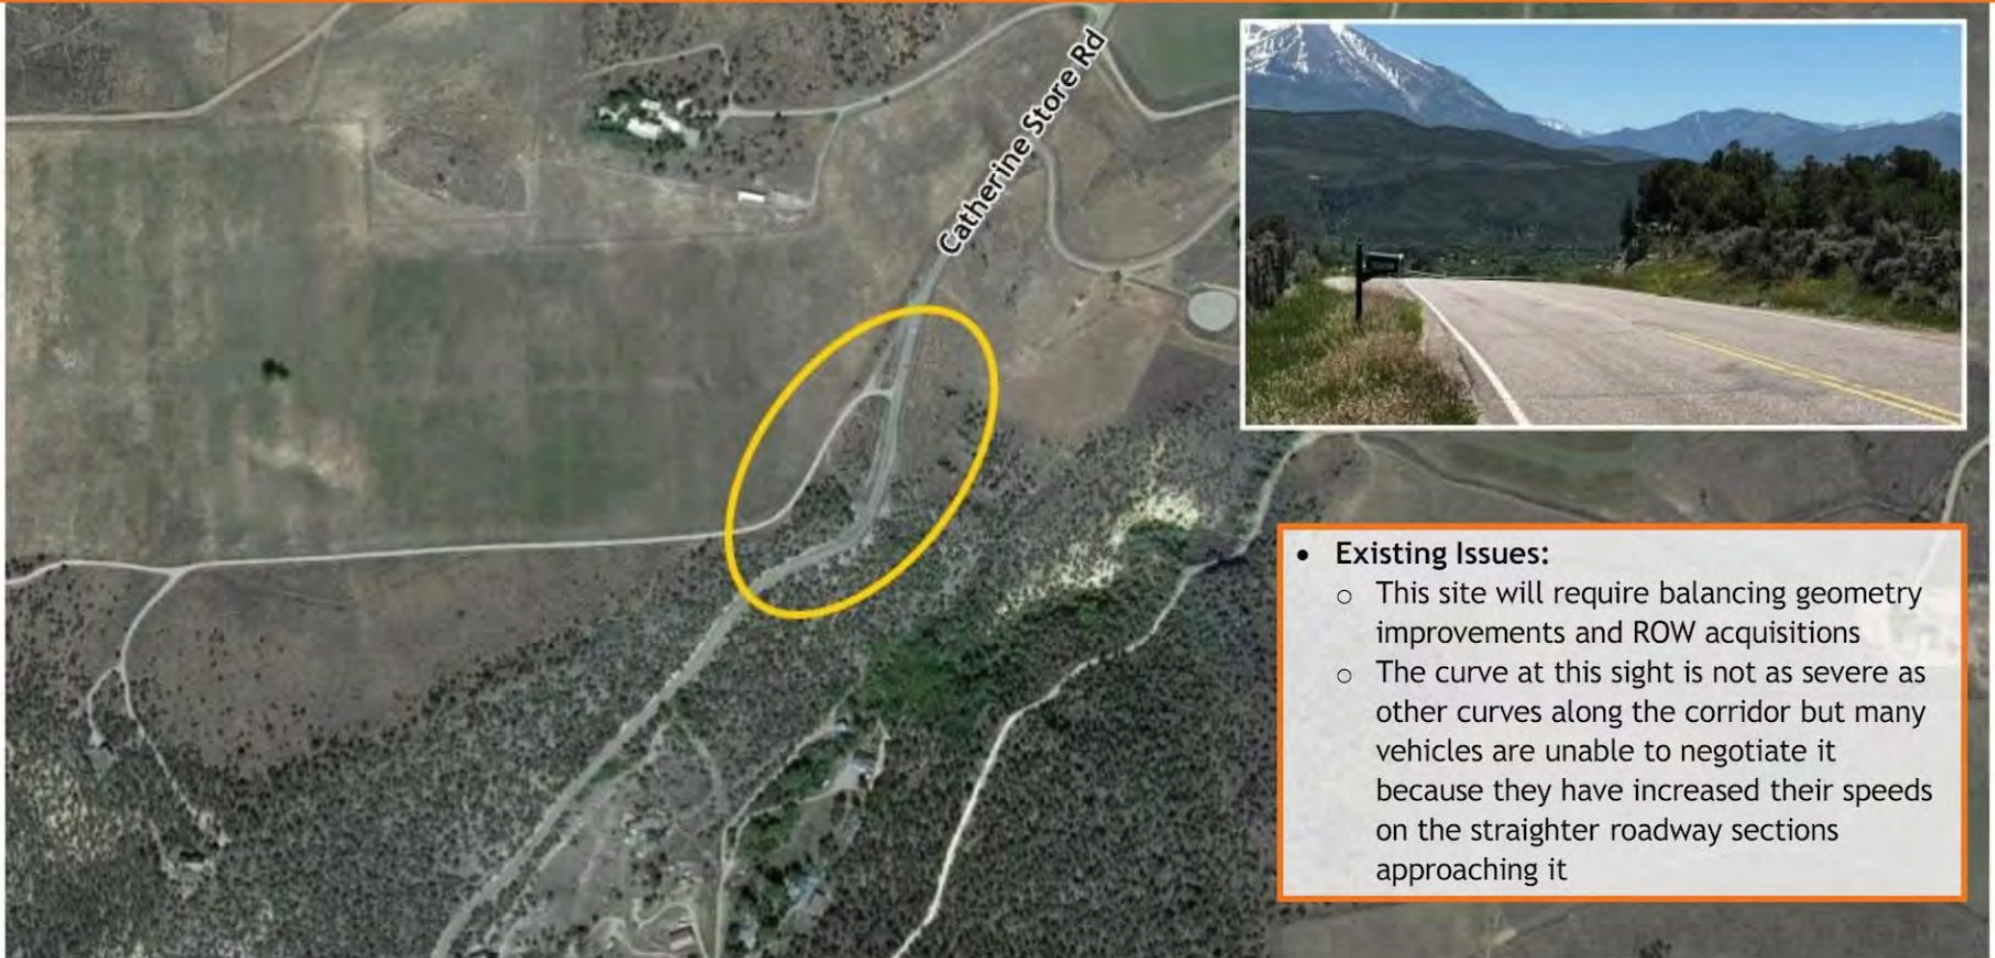 Catherine Store Rd
• Existing Issues:
○ This site will require balancing geometry
improvements and ROW acquisitions
○ The curve at this sight is not as severe as
other curves along the corridor but many
vehicles are unable to negotiate it
because they have increased their speeds
on the straighter roadway sections
approaching it